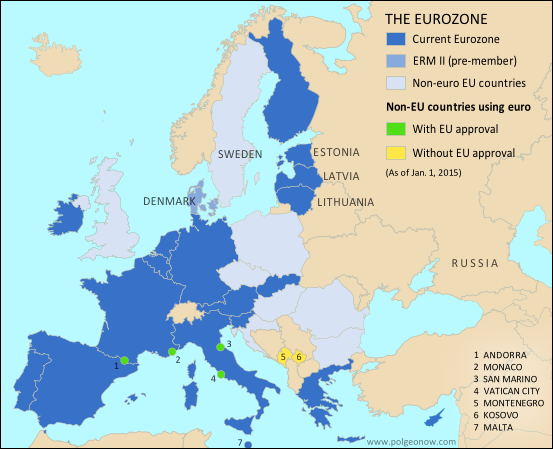 THE EUROZONE
Current Eurozone
ERM II (pre-member)
Non-euro EU countries
Non-EU countries using euro
With EU approval
Without EU approval
(As of Jan. 1, 2015)
SWEDEN
ESTONIA
LATVIA
DENMARK
LITHUANIA
RUSSIA
1
2
3
4
5
6
7
1 ANDORRA
2 MONACO
3 SAN MARINO
4 VATICAN CITY
5 MONTENEGRO
6 KOSOVO
7 MALTA
www.polgeonow.com